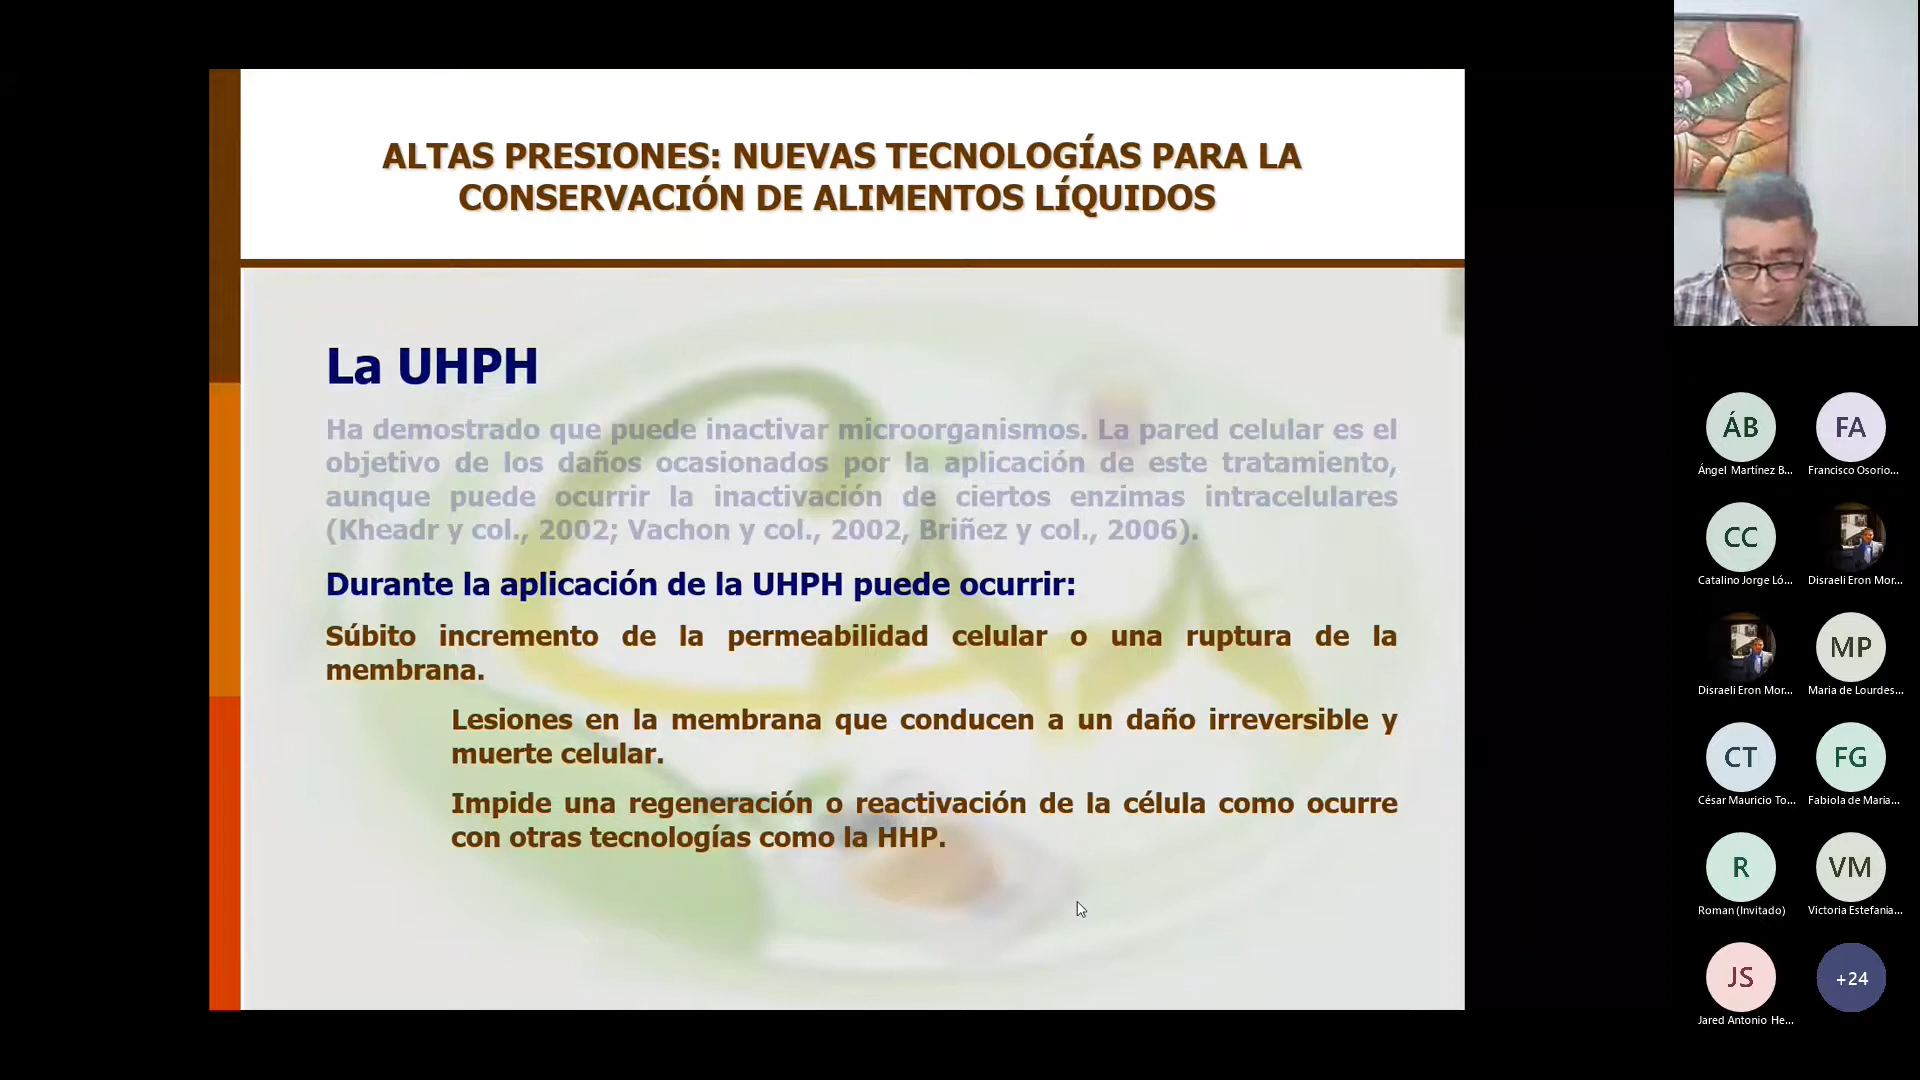 ALTAS PRESIONES: NUEVAS TECNOLOGÍAS PARA LA
CONSERVACIÓN DE ALIMENTOS LÍQUIDOS
La UHPH
Ha demostrado que puede inactivar microorganismos. La pared celular es el
objetivo de los daños ocasionados por la aplicación de este tratamiento,
aunque puede ocurrir la inactivación de ciertos enzimas intracelulares
(Kheadr y col., 2002; Vachon y col., 2002, Briñez y col., 2006).
Durante la aplicación de la UHPH puede ocurrir:
Súbito incremento de la permeabilidad celular o una ruptura de la
membrana.
Lesiones en la membrana que conducen a un daño irreversible y
muerte celular.
Impide una regeneración o reactivación de la célula como ocurre
con otras tecnologías como la HHP.
ÁB
FA
Ángel Martínez B...
Francisco Osorio...
CC
Catalino Jorge Ló...
Disraeli Eron Mor...
MP
Disraeli Eron Mor...
Maria de Lourdes...
CT
FG
César Mauricio To...
Fabiola de Maria...
R
VM
Roman (Invitado)
Victoria Estefania...
JS
+24
Jared Antonio He...